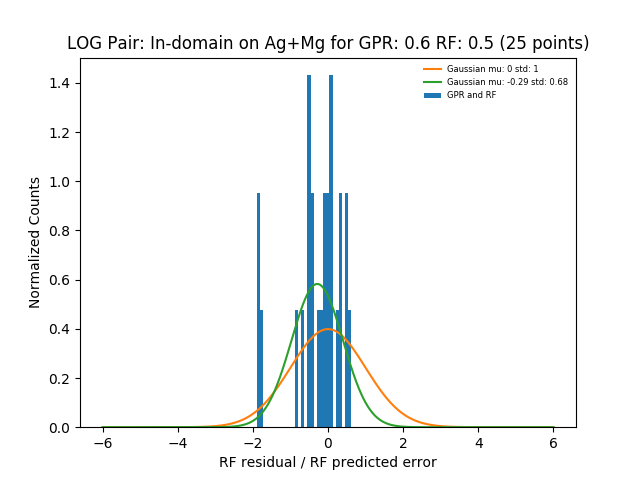 LOG Pair: In-domain on Ag+Mg for GPR: 0.6 RF: 0.5 (25 points)
Gaussian mu: 0 std: 1
Gaussian mu: -0.29 std: 0.68
GPR and RF
Normalized Counts
1.4
1.2
1.0
0.8
0.6
0.4
0.2
0.0
−6 −4 −2 0 2 4 6
RF residual / RF predicted error